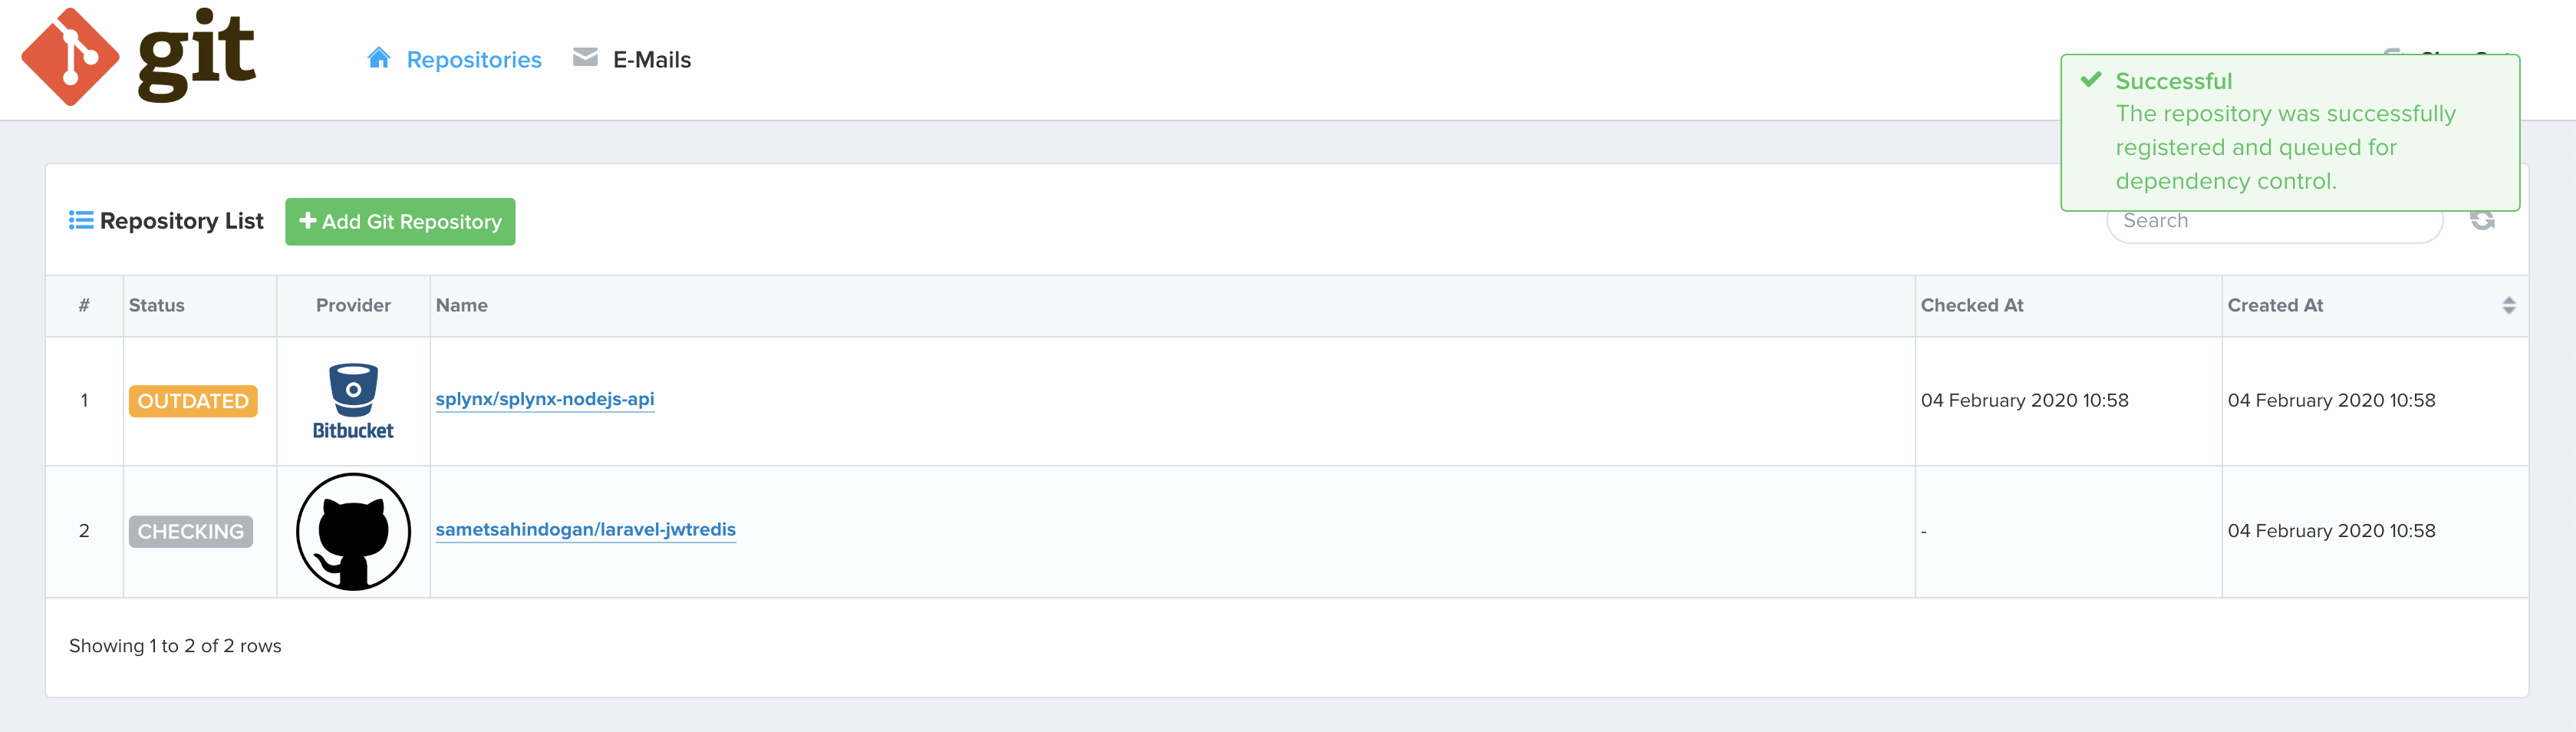 git
Repositories
E-Mails
Successful
The repository was successfully
registered and queued for
dependency control.
Repository List
Add Git Repository
Search
# Status Provider Name Checked At Created At
1 OUTDATED Bitbucket splynx/splynx-nodejs-api 04 February 2020 10:58 04 February 2020 10:58
2 CHECKING sametsahindogan/laravel-jwtredis - 04 February 2020 10:58
Showing 1 to 2 of 2 rows